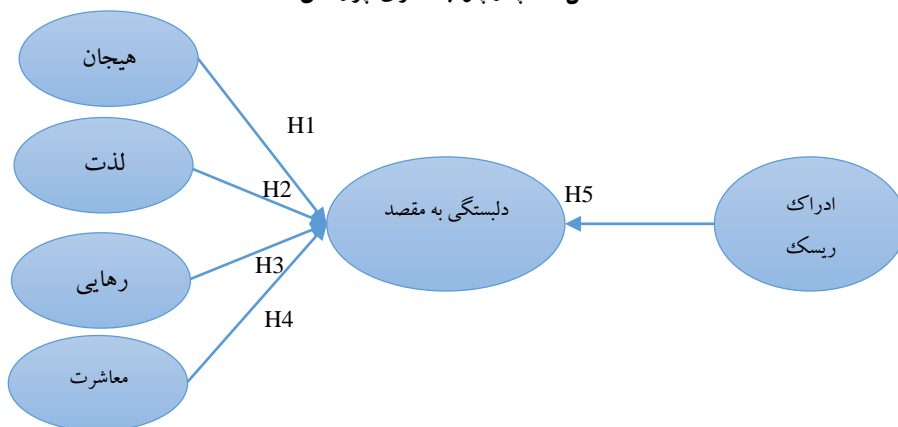 هیجان
H1
لذت
H2
دلبستگی به مقصد
H5
ادراک
ریسک
رهایی
H3
H4
معاشرت